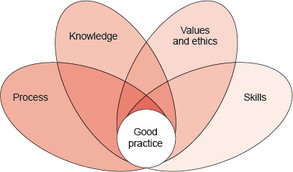 Knowledge
Values
and ethics
Process
Skills
Good
practice